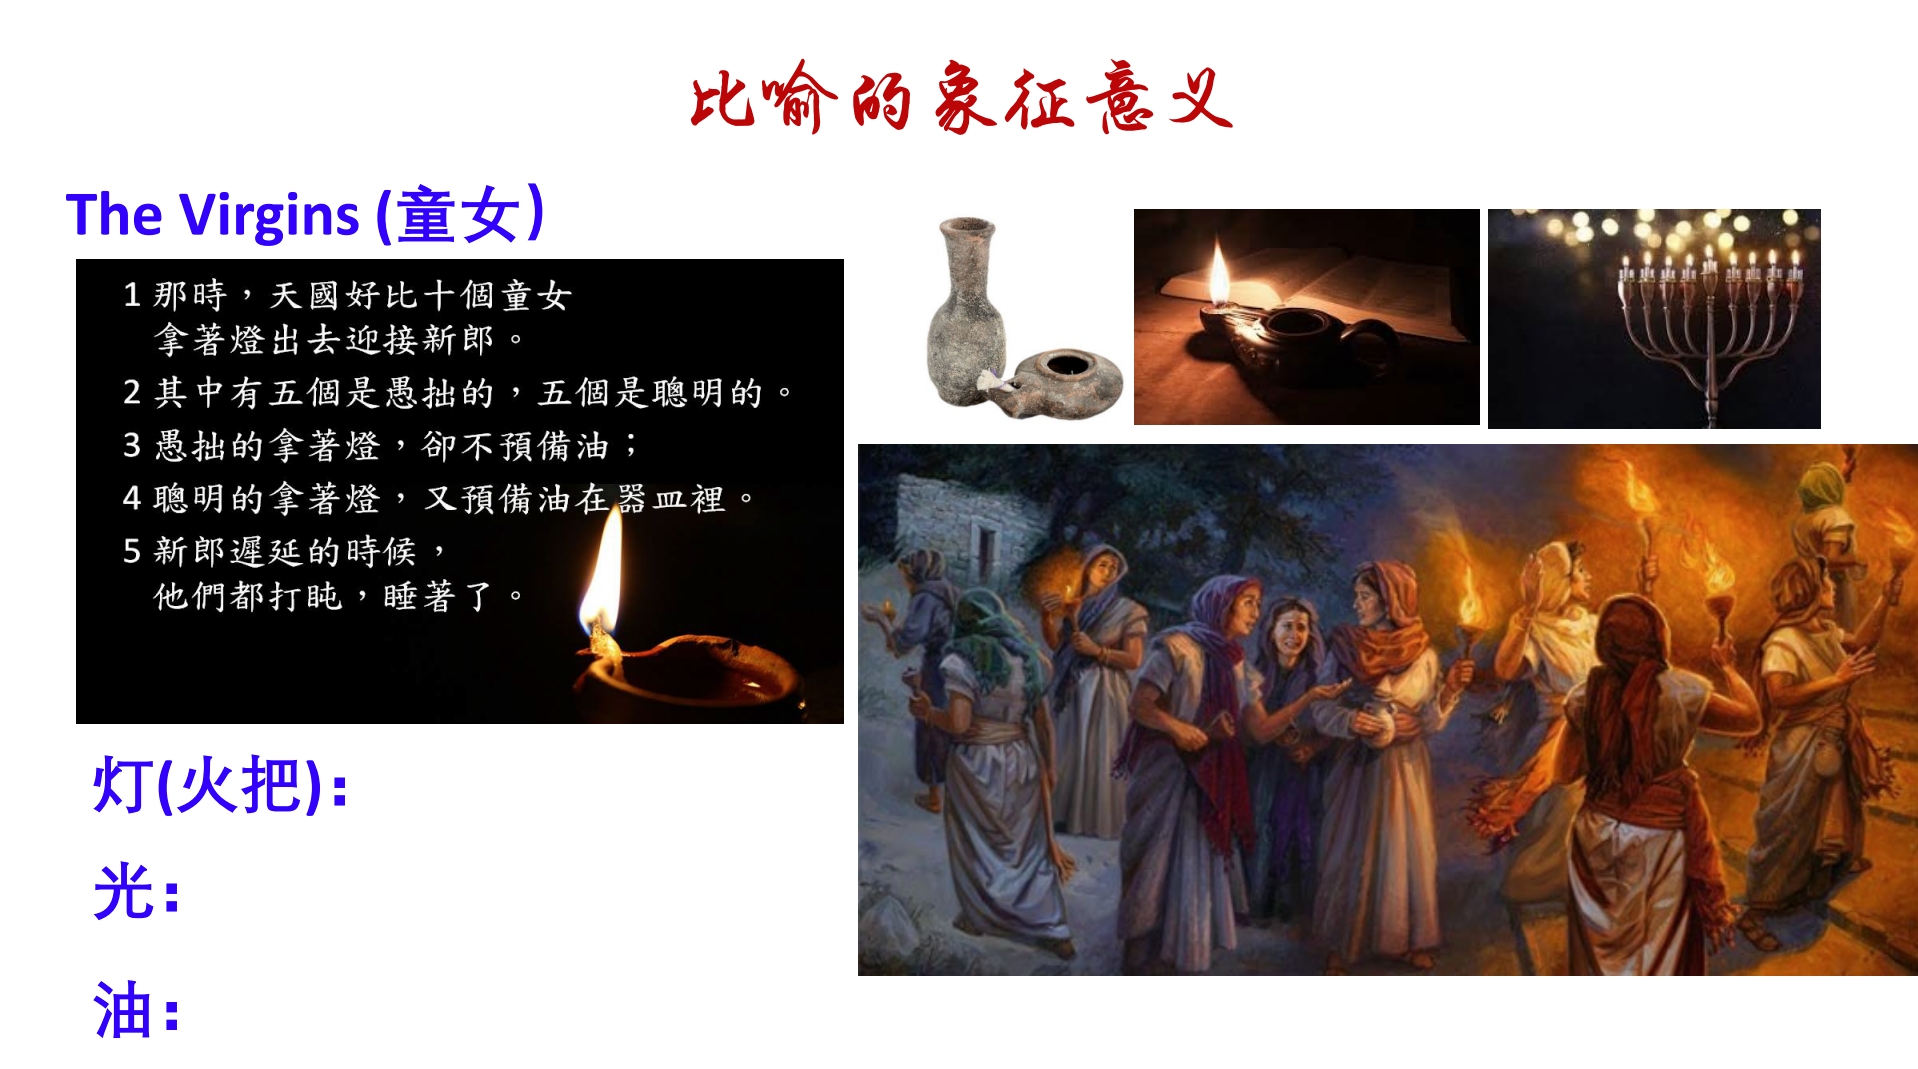 比喻的象征意义
The Virgins (童女）
1 那時，天國好比十個童女
拿著燈出去迎接新郎。
2 其中有五個是愚拙的，五個是聰明的。
3 愚拙的拿著燈，卻不預備油；
4 聰明的拿著燈，又預備油在器皿裡。
5 新郎遲延的時候，
他們都打盹，睡著了。
灯(火把)：
光：
油：